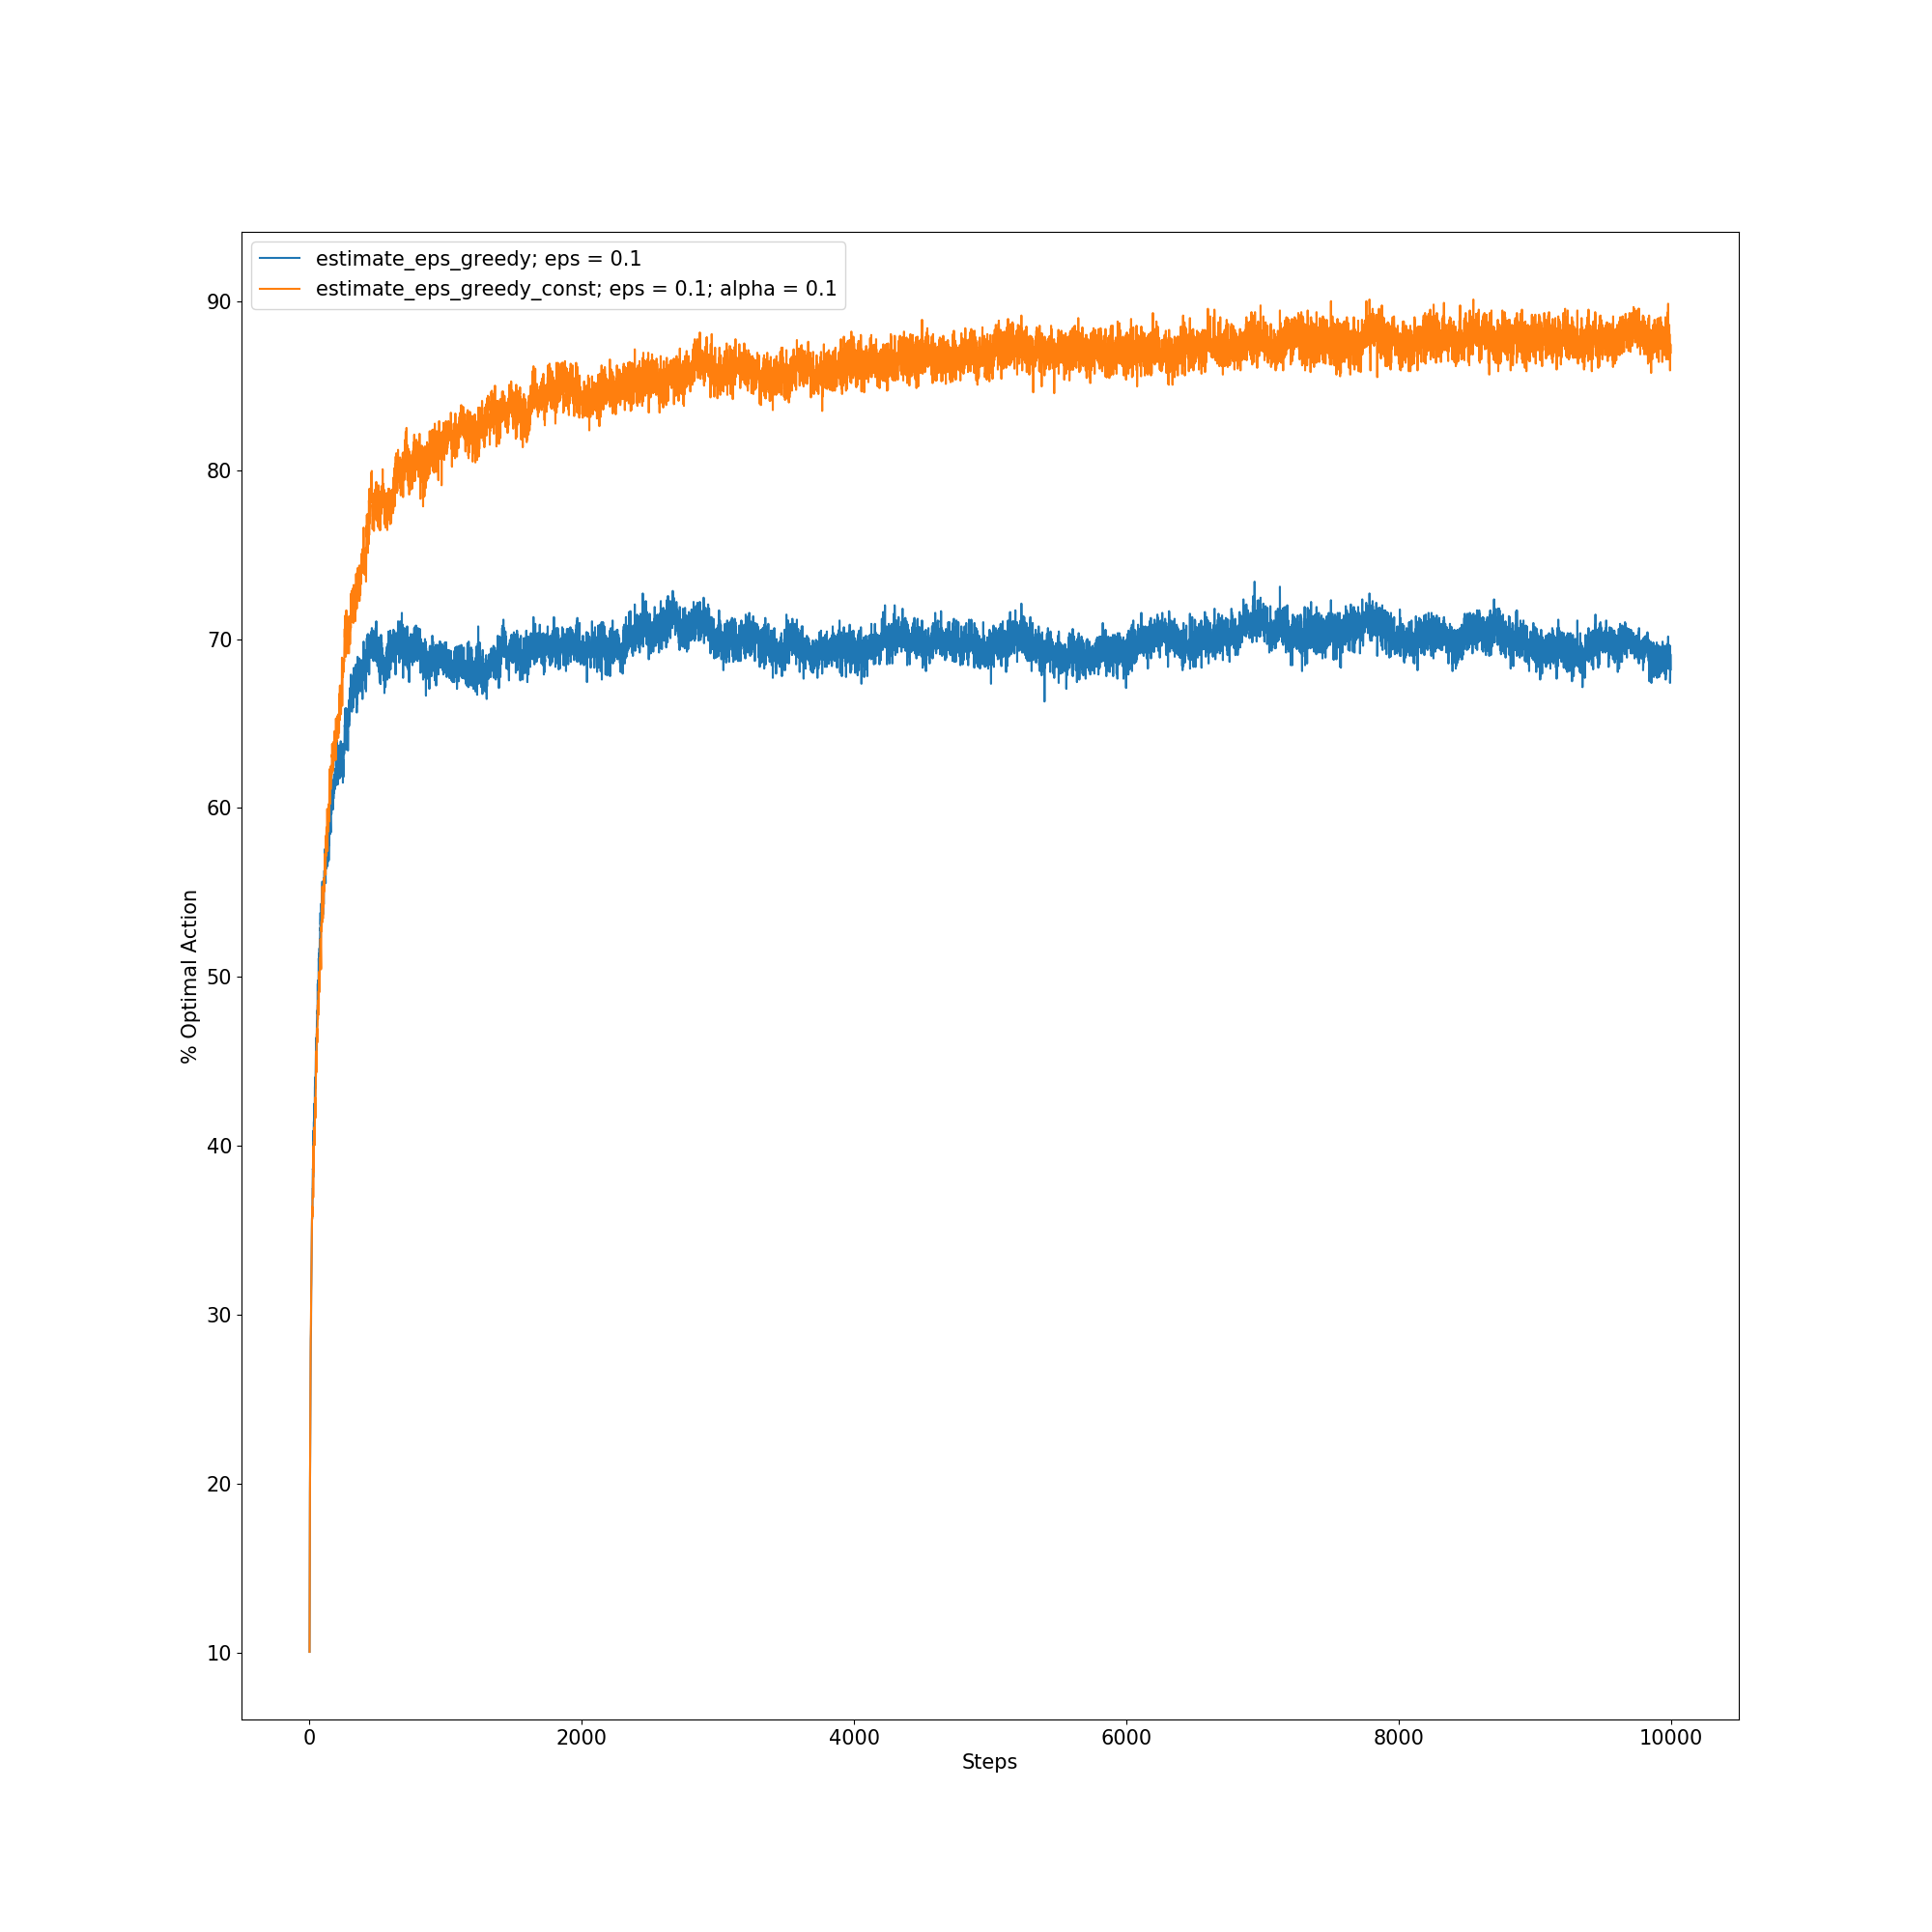 estimate_eps_greedy; eps = 0.1
estimate_eps_greedy_const; eps = 0.1; alpha = 0.1
90
80
70
60
50
40
30
20
10
% Optimal Action
0 2000 4000 6000 8000 10000
Steps